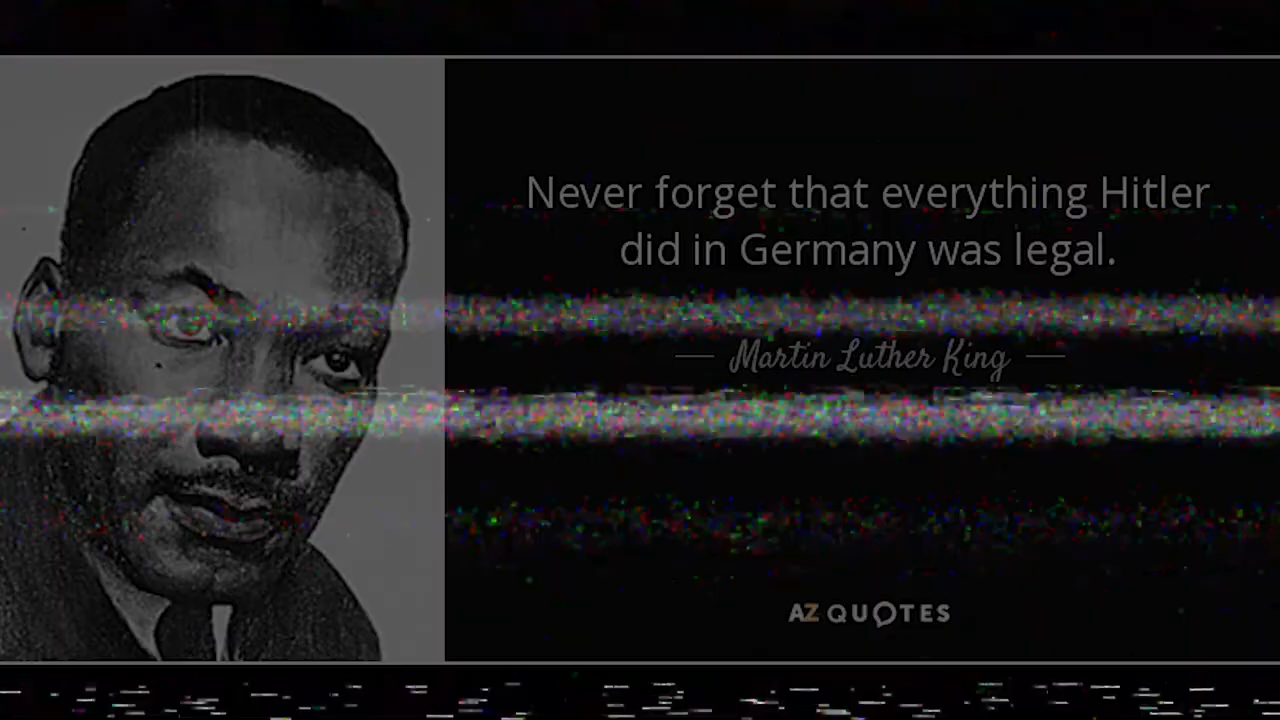 Never forget that everything Hitler
did in Germany was legal.
Martin Luther King
AZ QUOTES